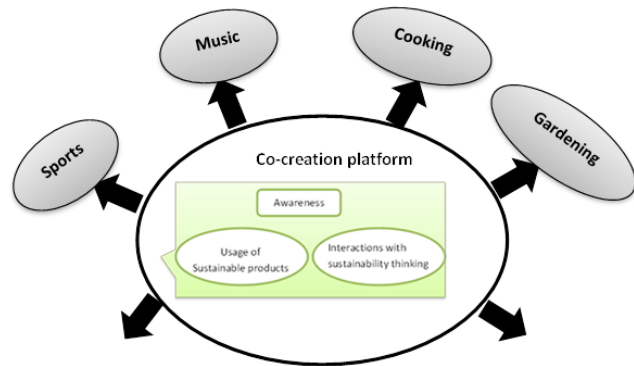 Music
Cooking
Sports
Gardening
Co-creation platform
Awareness
Usage of
Sustainable products
Interactions with
sustainability thinking